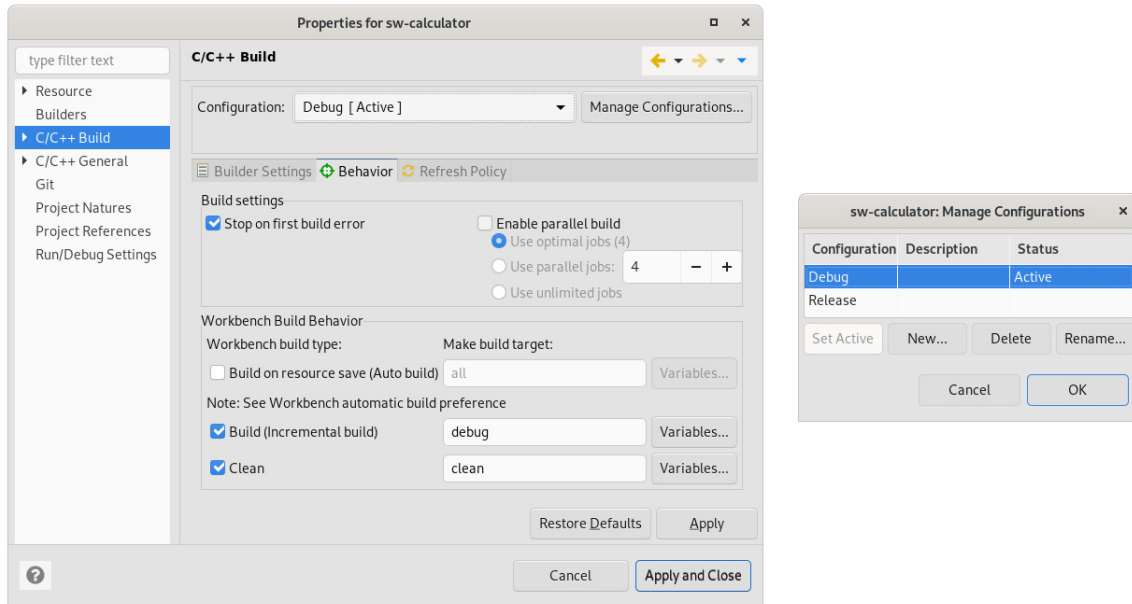 Properties for sw-calculator
type filter text
Resource
Builders
C/C++ Build
C/C++ General
Git
Project Natures
Project References
Run/Debug Settings
C/C++ Build
Configuration: Debug [ Active ] Manage Configurations...
Builder Settings Behavior Refresh Policy
Build settings
Stop on first build error Enable parallel build
Use optimal jobs (4)
Use parallel jobs: 4 − +
Use unlimited jobs
Workbench Build Behavior
Workbench build type: Make build target:
Build on resource save (Auto build) all Variables...
Note: See Workbench automatic build preference
Build (Incremental build) debug Variables...
Clean clean Variables...
Restore Defaults Apply
? Cancel Apply and Close
sw-calculator: Manage Configurations ×
Configuration Description Status
Debug Active
Release
Set Active New... Delete Rename...
Cancel OK